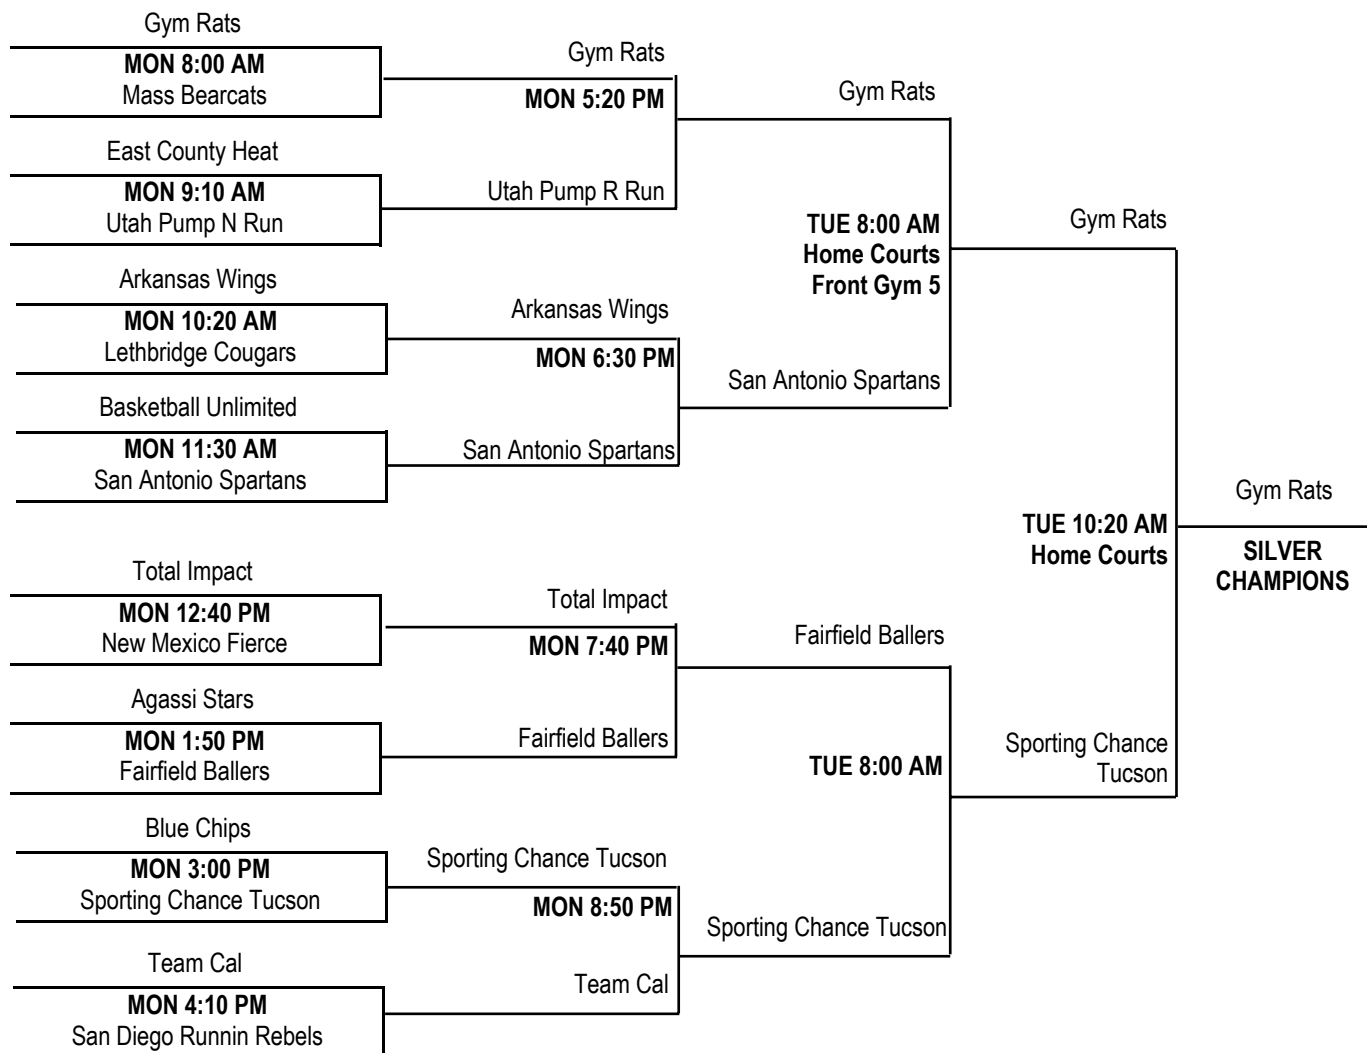 Gym Rats
MON 8:00 AM
Mass Bearcats
East County Heat
MON 9:10 AM
Utah Pump N Run
Arkansas Wings
MON 10:20 AM
Lethbridge Cougars
Basketball Unlimited
MON 11:30 AM
San Antonio Spartans
Total Impact
MON 12:40 PM
New Mexico Fierce
Agassi Stars
MON 1:50 PM
Fairfield Ballers
Blue Chips
MON 3:00 PM
Sporting Chance Tucson
Team Cal
MON 4:10 PM
San Diego Runnin Rebels
Gym Rats
MON 5:20 PM
Utah Pump R Run
Arkansas Wings
MON 6:30 PM
San Antonio Spartans
Total Impact
MON 7:40 PM
Fairfield Ballers
Sporting Chance Tucson
MON 8:50 PM
Team Cal
Gym Rats
TUE 8:00 AM
Home Courts
Front Gym 5
San Antonio Spartans
Fairfield Ballers
TUE 8:00 AM
Sporting Chance Tucson
Gym Rats
TUE 10:20 AM
Home Courts
Sporting Chance
Tucson
Gym Rats
SILVER
CHAMPIONS